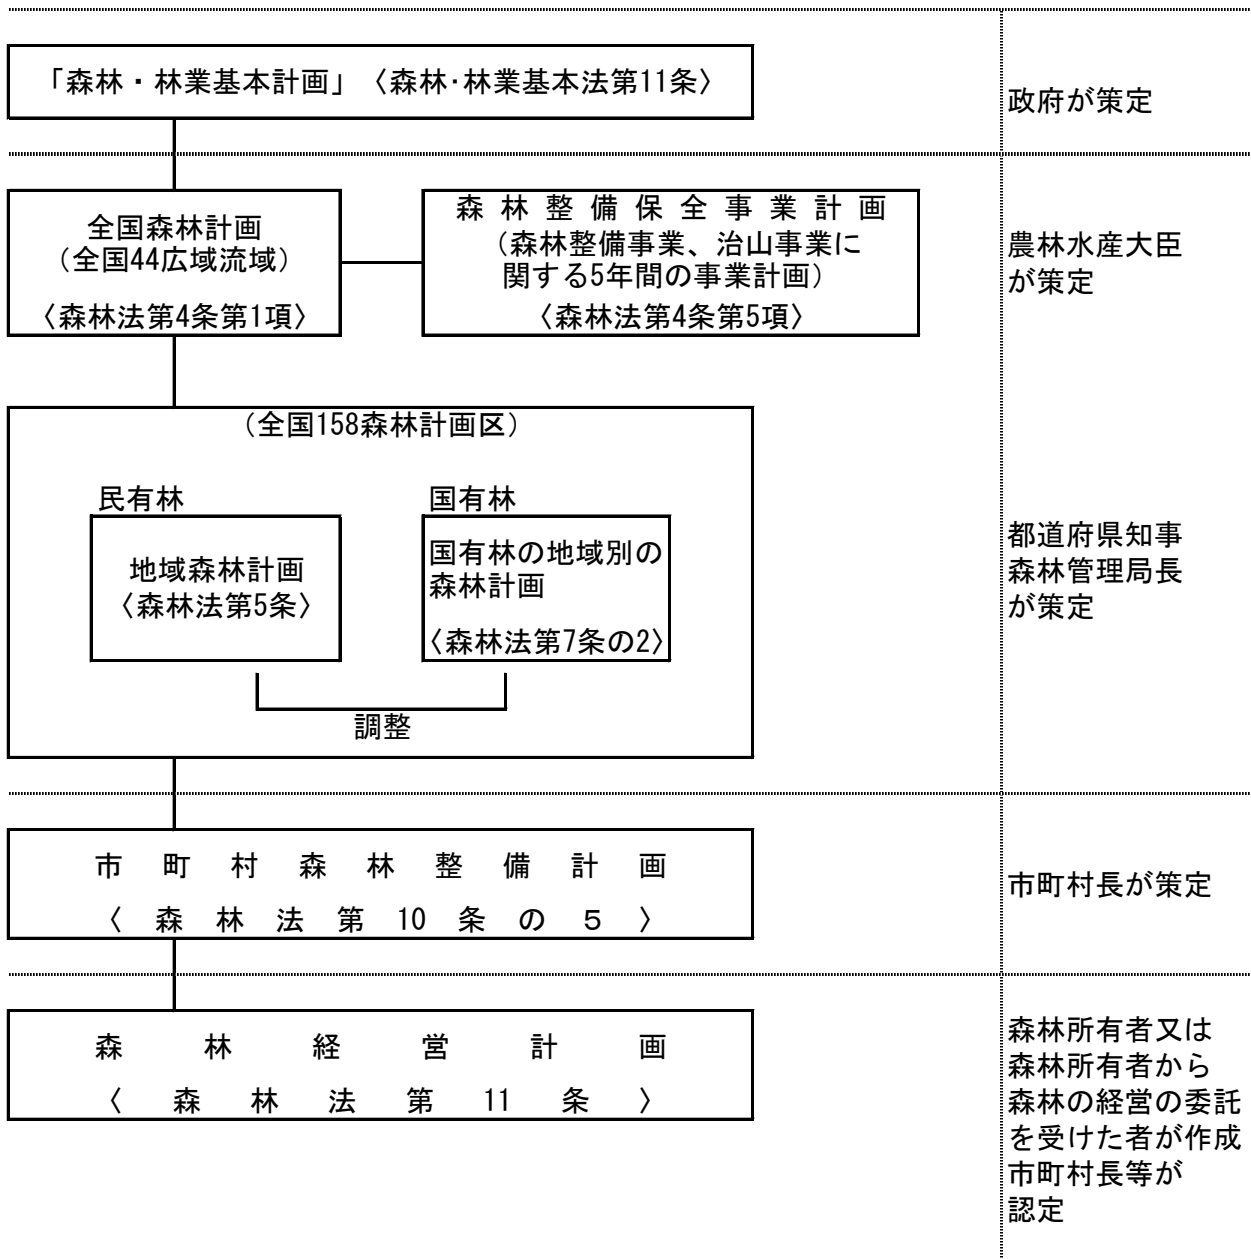 「森林・林業基本計画」〈森林・林業基本法第11条〉
政府が策定
全国森林計画
（全国44広域流域）
〈森林法第4条第1項〉
森林整備保全事業計画
（森林整備事業、治山事業に
関する5年間の事業計画）
〈森林法第4条第5項〉
農林水産大臣
が策定
（全国158森林計画区）
民有林
地域森林計画
〈森林法第5条〉
国有林
国有林の地域別の
森林計画
〈森林法第7条の2〉
調整
都道府県知事
森林管理局長
が策定
市町村森林整備計画
〈森林法第10条の５〉
市町村長が策定
森林経営計画
〈森林法第11条〉
森林所有者又は
森林所有者から
森林の経営の委託
を受けた者が作成
市町村長等が
認定